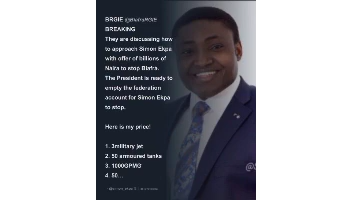 BRGIE @BiafraRGIE
BREAKING
They are discussing how
to approach Simon Ekpa
with offer of billions of
Naira to stop Biafra.
The President is ready to
empty the federation
account for Simon Ekpa
to stop.
Here is my price!
1. 3military jet
2. 50 armoured tanks
3. 1000GPMG
4. 50...